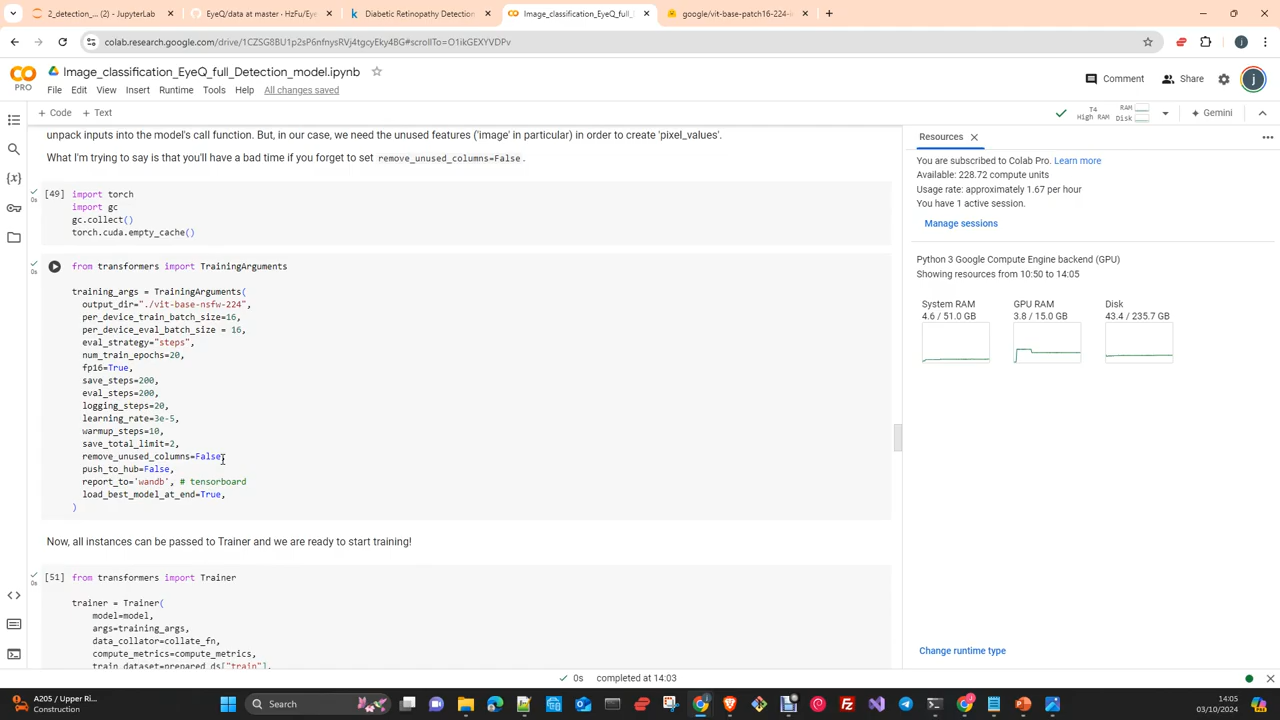 2_detection_... (2) - JupyterLab
EyeQ/data at master · HzFu/Eye
Diabetic Retinopathy Detection
Image_classification_EyeQ_full_
google/vit-base-patch16-224-i
colab.research.google.com/drive/1CZSG8BU1p2sP6nfnysRVj4tgcyEky4BG#scrollTo=O1ikGEXYVDPv
PRO
Image_classification_EyeQ_full_Detection_model.ipynb
Comment
Share
File Edit View Insert Runtime Tools Help All changes saved
+ Code + Text
T4
High RAM
RAM
Disk
Gemini
unpack inputs into the model's call function. But, in our case, we need the unused features ('image' in particular) in order to create 'pixel_values'.
What I'm trying to say is that you'll have a bad time if you forget to set remove_unused_columns=False.
[49] import torch
0s
import gc
gc.collect()
torch.cuda.empty_cache()
from transformers import TrainingArguments
0s
training_args = TrainingArguments(
output_dir="./vit-base-nsfw-224",
per_device_train_batch_size=16,
per_device_eval_batch_size = 16,
eval_strategy="steps",
num_train_epochs=20,
fp16=True,
save_steps=200,
eval_steps=200,
logging_steps=20,
learning_rate=3e-5,
warmup_steps=10,
save_total_limit=2,
remove_unused_columns=False,
push_to_hub=False,
report_to='wandb', # tensorboard
load_best_model_at_end=True,
)
Now, all instances can be passed to Trainer and we are ready to start training!
[51] from transformers import Trainer
0s
trainer = Trainer(
model=model,
args=training_args,
data_collator=collate_fn,
compute_metrics=compute_metrics,
train_dataset=prepared_ds["train"],
Resources
You are subscribed to Colab Pro. Learn more
Available: 228.72 compute units
Usage rate: approximately 1.67 per hour
You have 1 active session.
Manage sessions
Python 3 Google Compute Engine backend (GPU)
Showing resources from 10:50 to 14:05
System RAM
4.6 / 51.0 GB
GPU RAM
3.8 / 15.0 GB
Disk
43.4 / 235.7 GB
Change runtime type
0s completed at 14:03
A205 / Upper Ri...
Construction
Search
14:05
03/10/2024